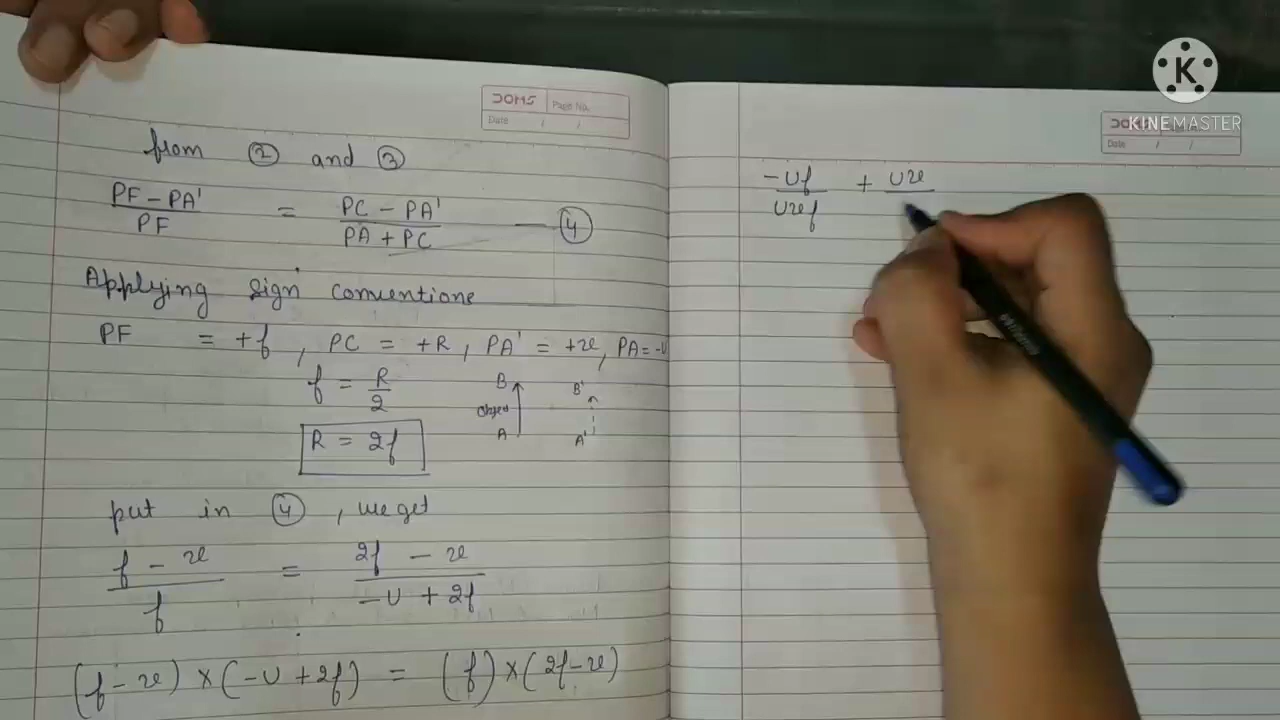 DOMS Page No.
Date / /
from ② and ③
PF - PA' / PF = PC - PA' / PA + PC — ④
Applying sign conventione
PF = +f, PC = +R, PA' = +v, PA = -u
f = R/2
R = 2f
B B'
Object
A A'
put in ④, we get
f - v / f = 2f - v / -u + 2f
(f - v) × (-u + 2f) = (f) × (2f - v)
K
KINEMASTER
Date / /
-uf / uvf + uv /